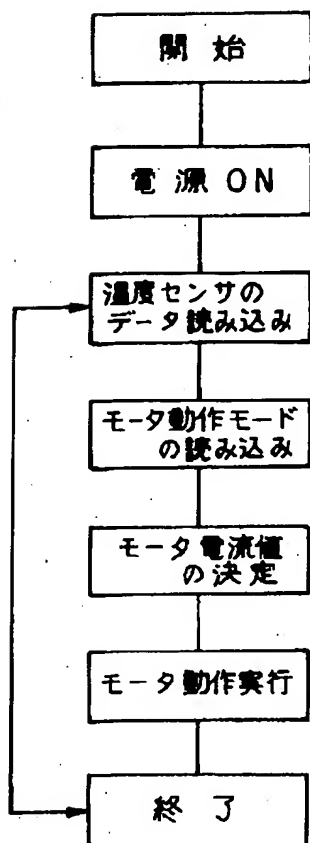 開始
電源ON
温度センサの
データ読み込み
モータ動作モード
の読み込み
モータ電流値
の決定
モータ動作実行
終了